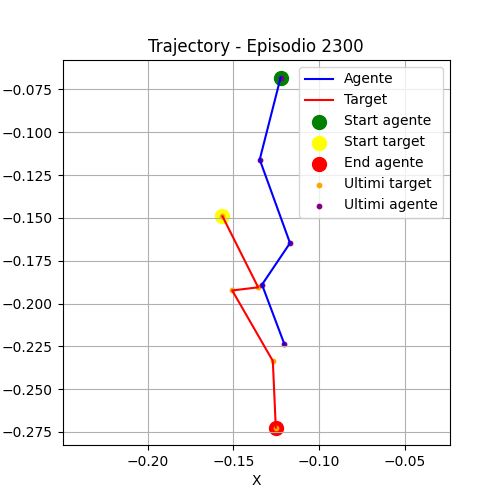 Trajectory - Episodio 2300
Agente
Target
Start agente
Start target
End agente
Ultimi target
Ultimi agente
−0.075
−0.100
−0.125
−0.150
−0.175
−0.200
−0.225
−0.250
−0.275
−0.20 −0.15 −0.10 −0.05
X